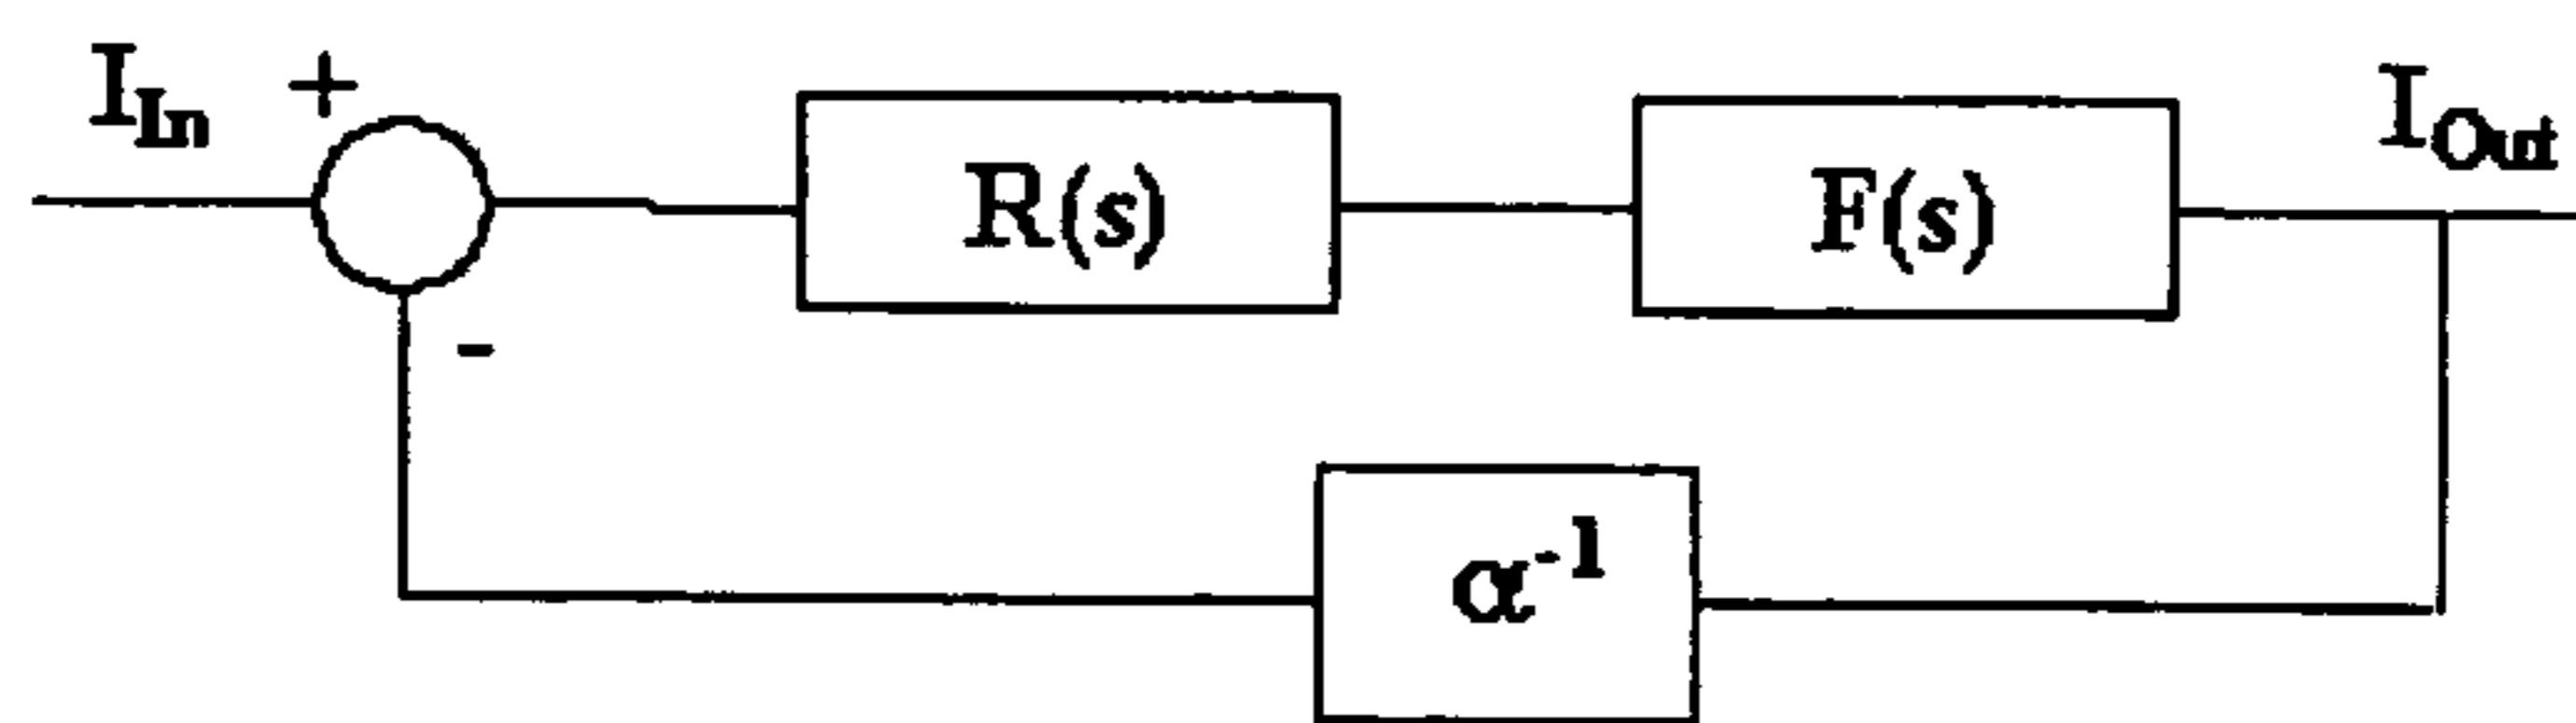 I_In +
R(s)
F(s)
I_Out
-
α⁻¹